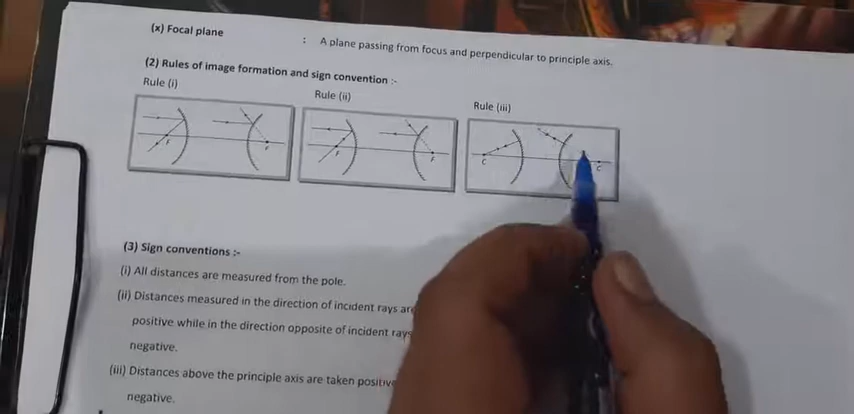 (x) Focal plane : A plane passing from focus and perpendicular to principle axis.
(2) Rules of image formation and sign convention :-
Rule (i) Rule (ii) Rule (iii)
F F F F C C
(3) Sign conventions :-
(i) All distances are measured from the pole.
(ii) Distances measured in the direction of incident rays are
positive while in the direction opposite of incident rays
negative.
(iii) Distances above the principle axis are taken positive
negative.